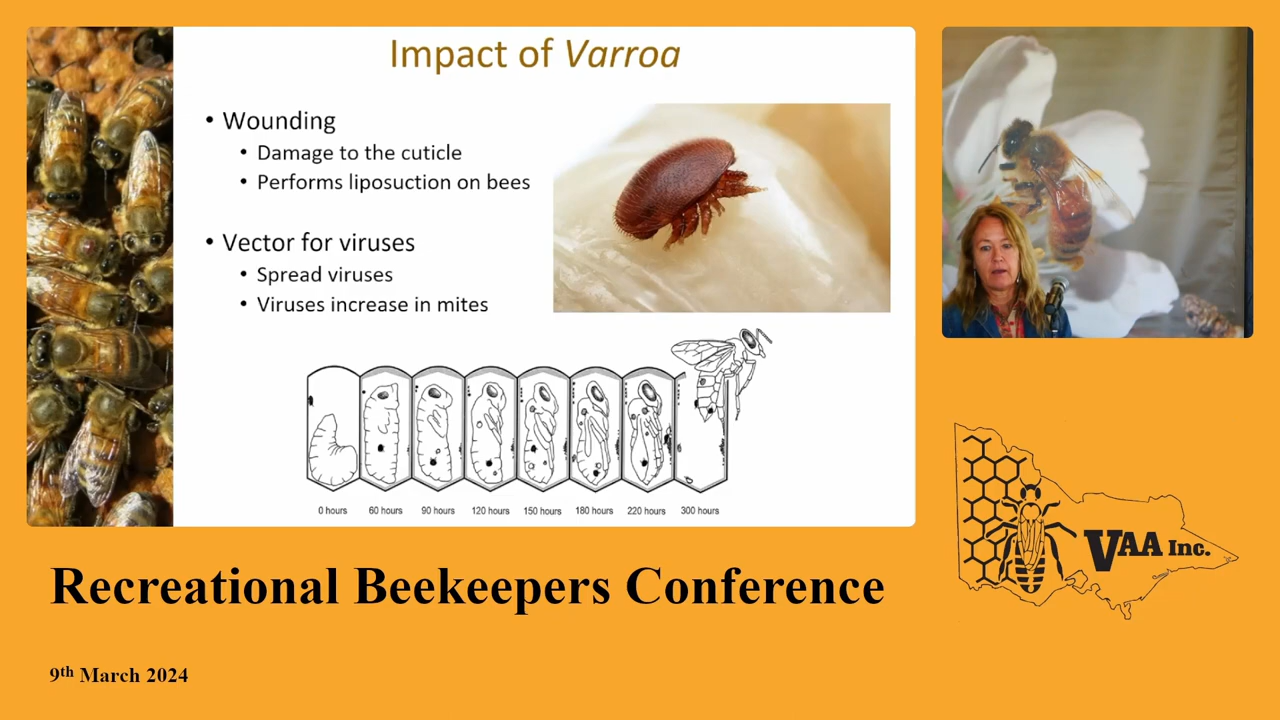 Impact of Varroa
• Wounding
• Damage to the cuticle
• Performs liposuction on bees
• Vector for viruses
• Spread viruses
• Viruses increase in mites
0 hours 60 hours 90 hours 120 hours 150 hours 180 hours 220 hours 300 hours
VAA Inc.
Recreational Beekeepers Conference
9th March 2024